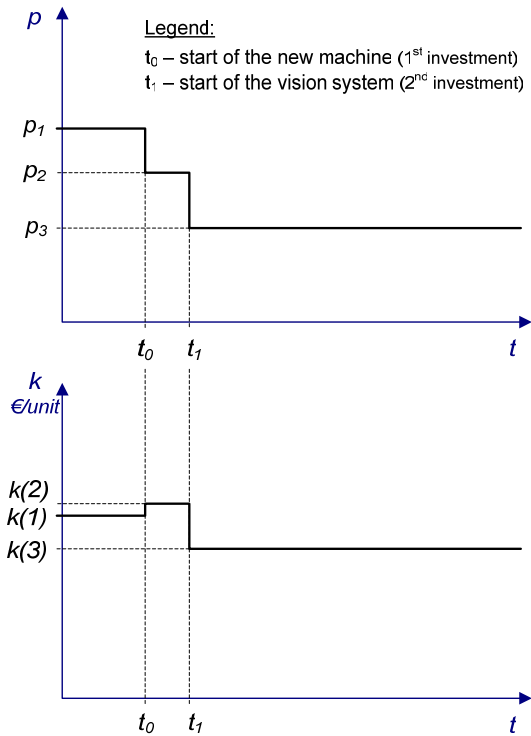 p
Legend:
t0 – start of the new machine (1st investment)
t1 – start of the vision system (2nd investment)
p1
p2
p3
t0 t1 t
k
€/unit
k(2)
k(1)
k(3)
t0 t1 t